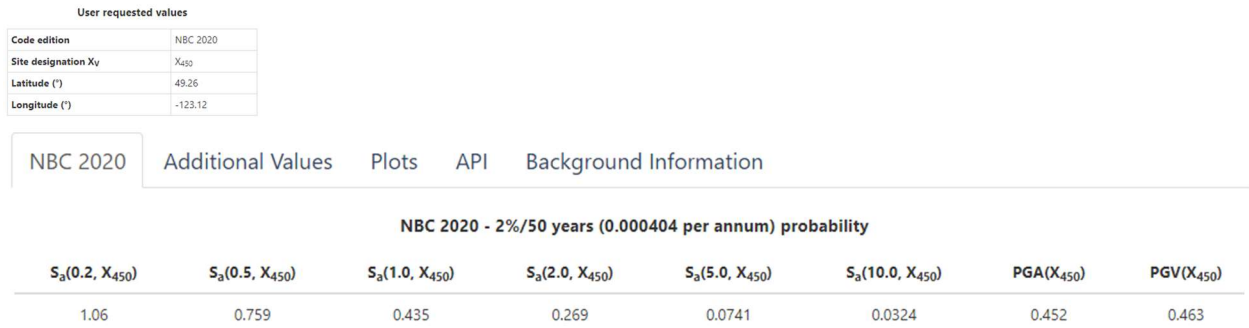 User requested values
Code edition NBC 2020
Site designation XV X450
Latitude (°) 49.26
Longitude (°) -123.12
NBC 2020 Additional Values Plots API Background Information
NBC 2020 - 2%/50 years (0.000404 per annum) probability
Sa(0.2, X450) Sa(0.5, X450) Sa(1.0, X450) Sa(2.0, X450) Sa(5.0, X450) Sa(10.0, X450) PGA(X450) PGV(X450)
1.06 0.759 0.435 0.269 0.0741 0.0324 0.452 0.463